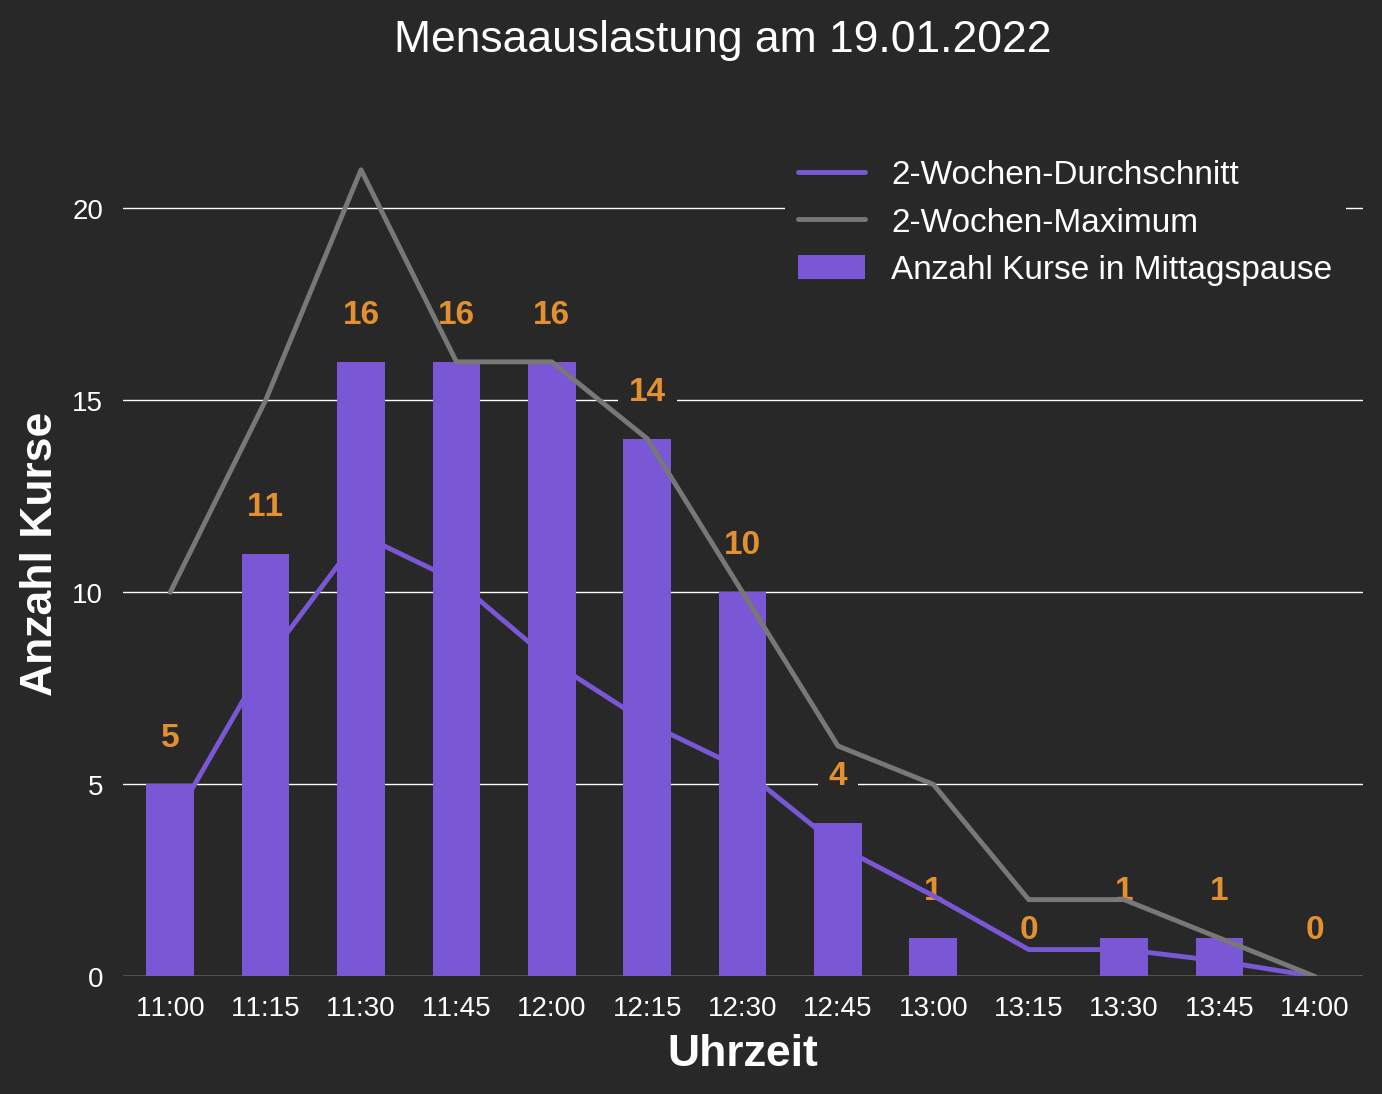 Mensaauslastung am 19.01.2022
2-Wochen-Durchschnitt
2-Wochen-Maximum
Anzahl Kurse in Mittagspause
20
15
10
5
0
Anzahl Kurse
5
11
16
16
16
14
10
4
1
0
1
1
0
11:00 11:15 11:30 11:45 12:00 12:15 12:30 12:45 13:00 13:15 13:30 13:45 14:00
Uhrzeit